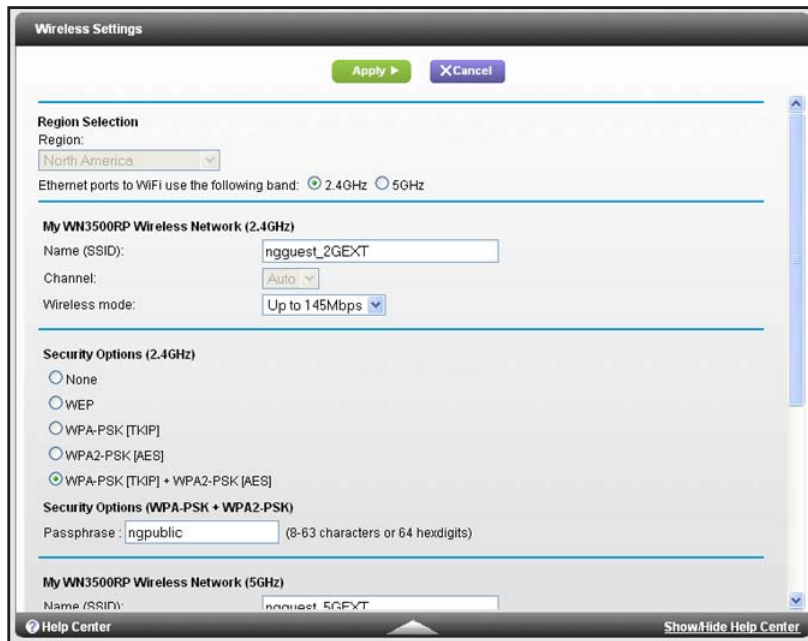 Wireless Settings
Apply
Cancel
Region Selection
Region:
North America
Ethernet ports to WiFi use the following band: 2.4GHz 5GHz
My WN3500RP Wireless Network (2.4GHz)
Name (SSID): ngguest_2GEXT
Channel: Auto
Wireless mode: Up to 145Mbps
Security Options (2.4GHz)
None
WEP
WPA-PSK [TKIP]
WPA2-PSK [AES]
WPA-PSK [TKIP] + WPA2-PSK [AES]
Security Options (WPA-PSK + WPA2-PSK)
Passphrase : ngpublic (8-63 characters or 64 hexdigits)
My WN3500RP Wireless Network (5GHz)
Name (SSID): ngguest_5GEXT
Help Center Show/Hide Help Center